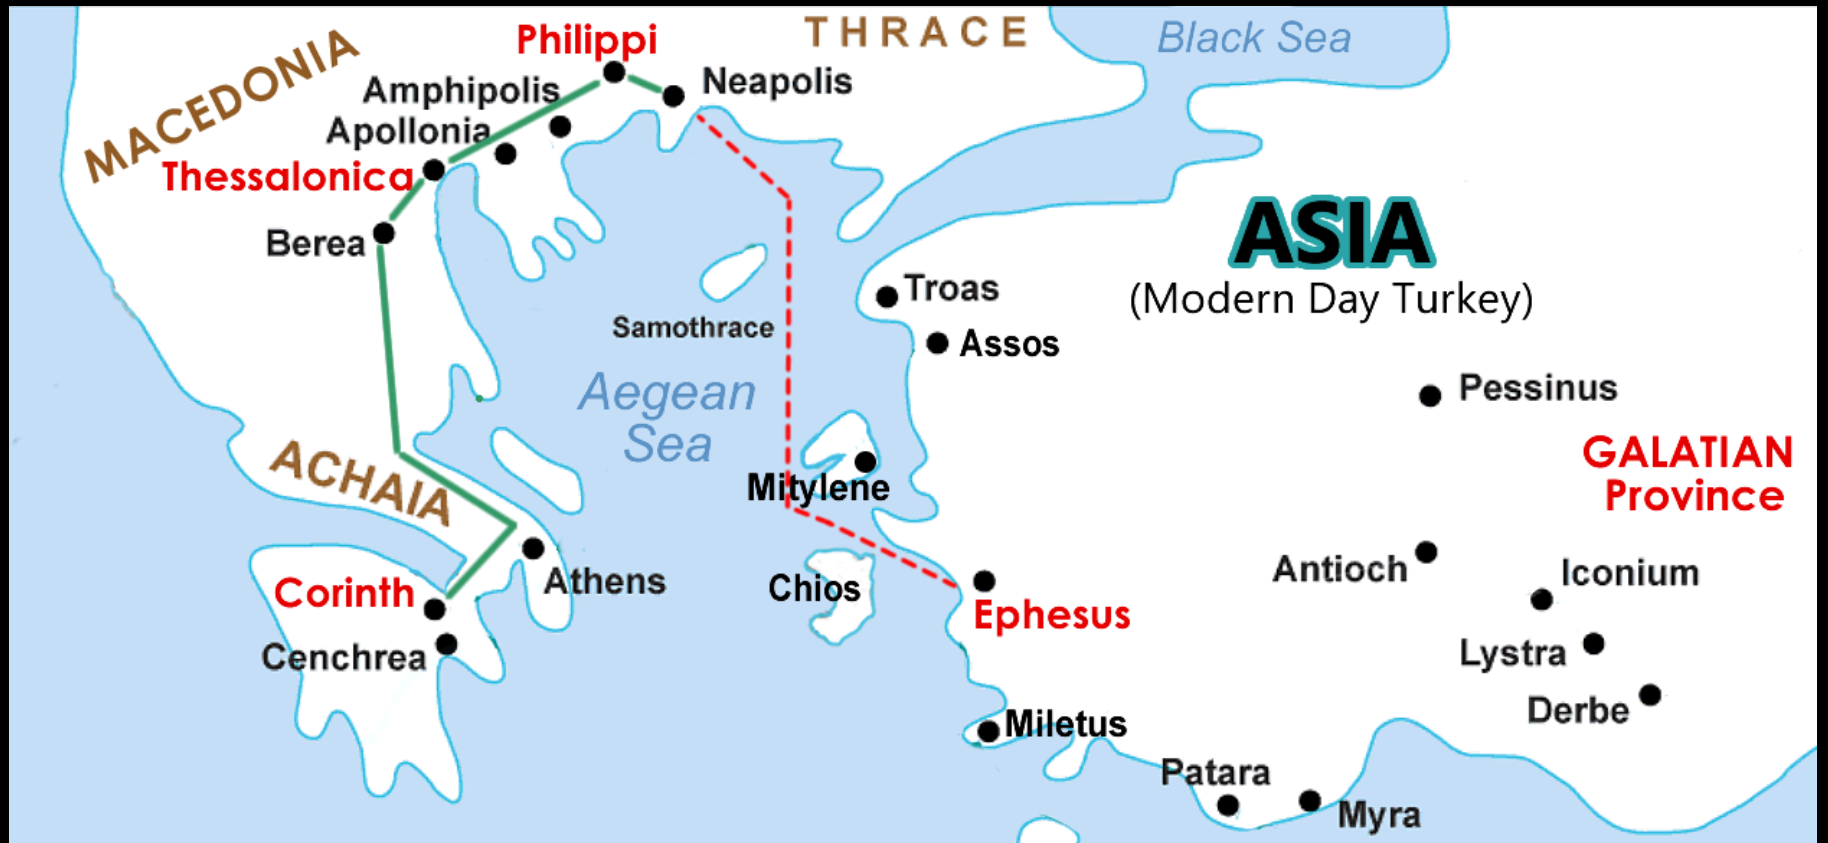 THRACE
Black Sea
Philippi
MACEDONIA
Amphipolis
Neapolis
Apollonia
Thessalonica
Berea
ASIA
(Modern Day Turkey)
Troas
Samothrace
Assos
Aegean
Sea
Pessinus
GALATIAN
Province
ACHAIA
Mitylene
Antioch
Iconium
Athens
Chios
Corinth
Ephesus
Cenchrea
Lystra
Derbe
Miletus
Patara
Myra